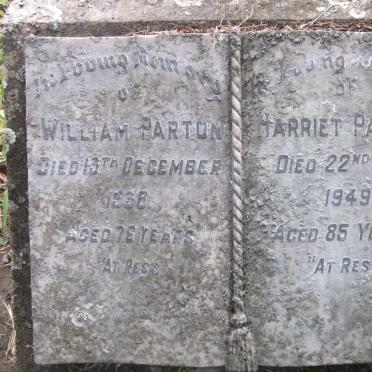 In Loving Memory
of
WILLIAM PARTON
DIED 13TH DECEMBER
1938
AGED 76 YEARS
"AT REST"
In Loving
of
HARRIET PA
DIED 22ND
1949
AGED 85 YE
"AT RES